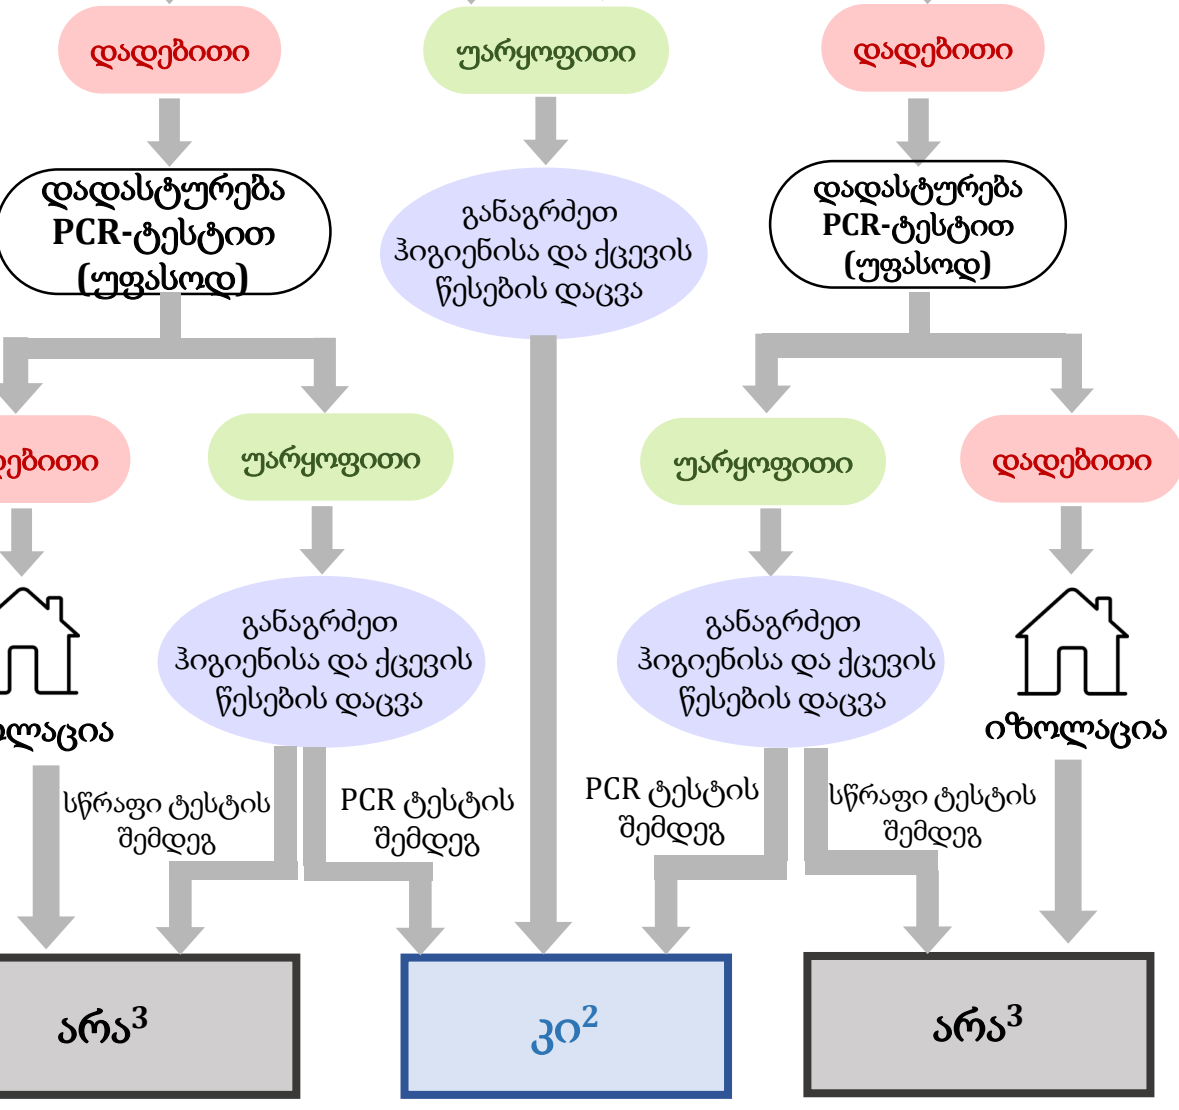 დადებითი
უარყოფითი
დადებითი
დადასტურება
PCR-ტესტით
(უფასოდ)
განაგრძეთ
ჰიგიენისა და ქცევის
წესების დაცვა
დადასტურება
PCR-ტესტით
(უფასოდ)
დებითი
უარყოფითი
უარყოფითი
დადებითი
განაგრძეთ
ჰიგიენისა და ქცევის
წესების დაცვა
განაგრძეთ
ჰიგიენისა და ქცევის
წესების დაცვა
ოლაცია
იზოლაცია
სწრაფი ტესტის
შემდეგ
PCR ტესტის
შემდეგ
PCR ტესტის
შემდეგ
სწრაფი ტესტის
შემდეგ
არა³
კი²
არა³